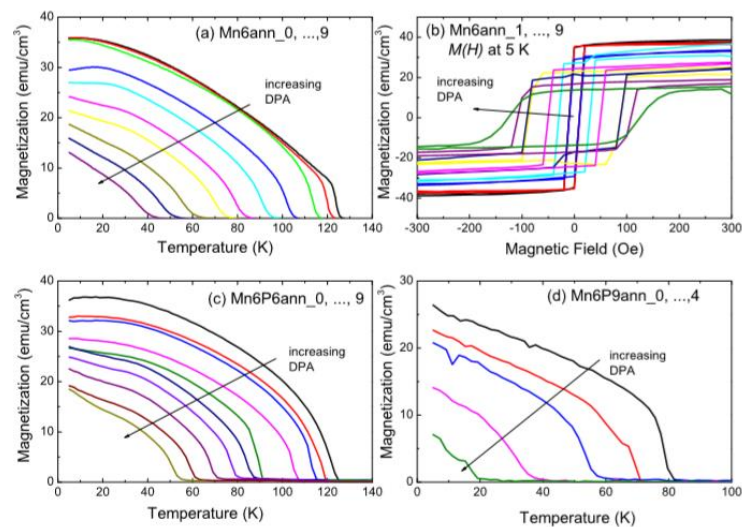 (a) Mn6ann_0, ...,9
increasing
DPA
Magnetization (emu/cm³)
40
30
20
10
0
0 20 40 60 80 100 120 140
Temperature (K)
(b) Mn6ann_1, ..., 9
M(H) at 5 K
increasing
DPA
Magnetization (emu/cm³)
40
20
0
-20
-40
-300 -200 -100 0 100 200 300
Magnetic Field (Oe)
(c) Mn6P6ann_0, ..., 9
increasing
DPA
Magnetization (emu/cm³)
40
30
20
10
0
0 20 40 60 80 100 120 140
Temperature (K)
(d) Mn6P9ann_0, ...,4
increasing
DPA
Magnetization (emu/cm³)
30
20
10
0
0 20 40 60 80 100
Temperature (K)